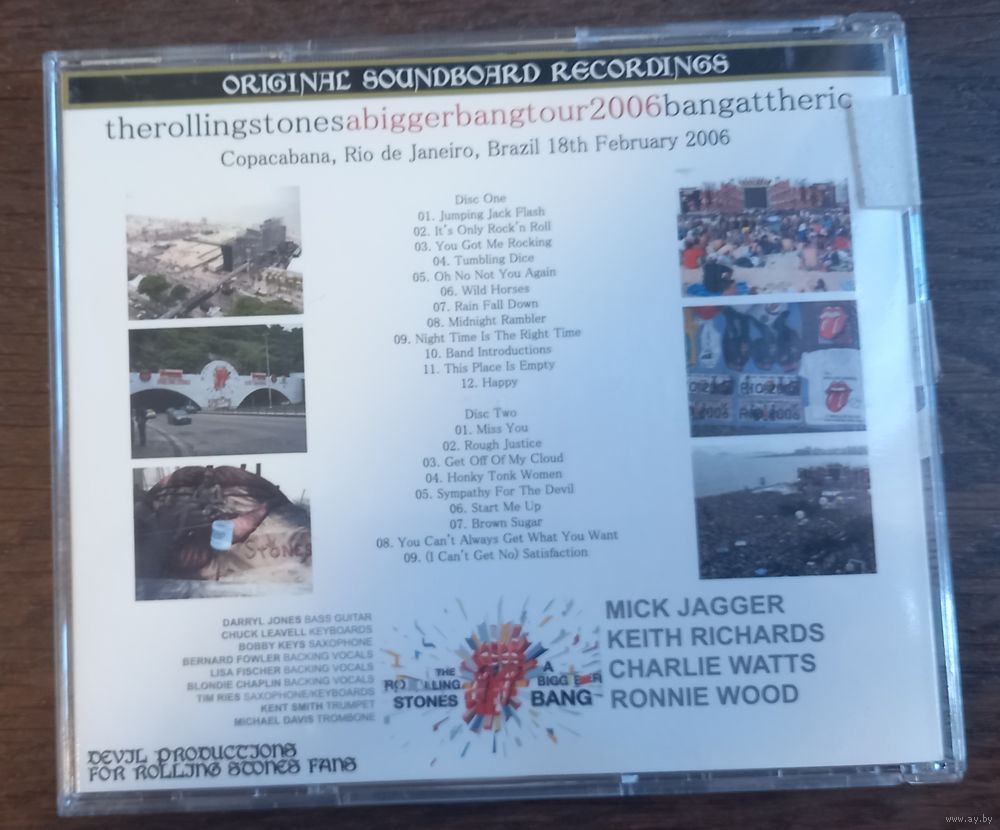 ORIGINAL SOUNDBOARD RECORDINGS
therollingstonesabiggerbangtour2006bangattheric
Copacabana, Rio de Janeiro, Brazil 18th February 2006
Disc One
01. Jumping Jack Flash
02. It's Only Rock'n Roll
03. You Got Me Rocking
04. Tumbling Dice
05. Oh No Not You Again
06. Wild Horses
07. Rain Fall Down
08. Midnight Rambler
09. Night Time Is The Right Time
10. Band Introductions
11. This Place Is Empty
12. Happy
Disc Two
01. Miss You
02. Rough Justice
03. Get Off Of My Cloud
04. Honky Tonk Women
05. Sympathy For The Devil
06. Start Me Up
07. Brown Sugar
08. You Can't Always Get What You Want
09. (I Can't Get No) Satisfaction
STONES
RIO 2006
DARRYL JONES BASS GUITAR
CHUCK LEAVELL KEYBOARDS
BOBBY KEYS SAXOPHONE
BERNARD FOWLER BACKING VOCALS
LISA FISCHER BACKING VOCALS
BLONDIE CHAPLIN BACKING VOCALS
TIM RIES SAXOPHONE/KEYBOARDS
KENT SMITH TRUMPET
MICHAEL DAVIS TROMBONE
THE
ROLLING
STONES
A
BIGGER
BANG
MICK JAGGER
KEITH RICHARDS
CHARLIE WATTS
RONNIE WOOD
DEVIL PRODUCTIONS
FOR ROLLING STONES FANS
www.ay.by